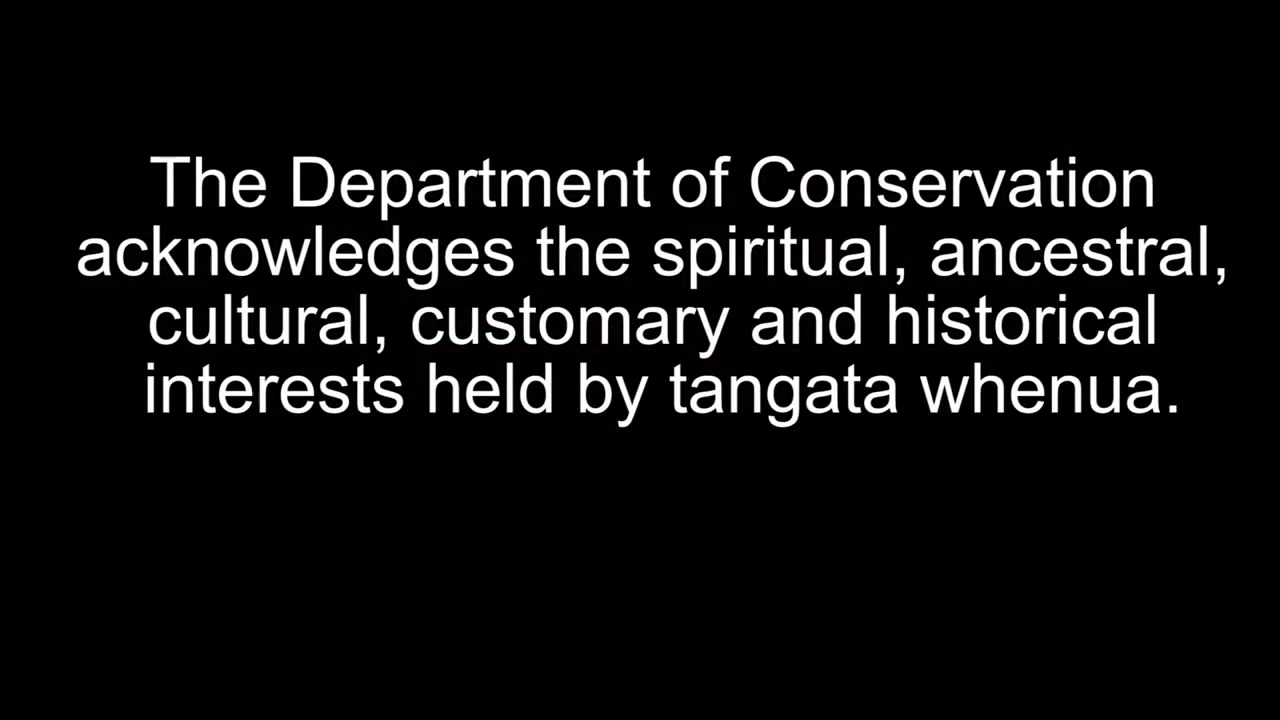 The Department of Conservation
acknowledges the spiritual, ancestral,
cultural, customary and historical
interests held by tangata whenua.